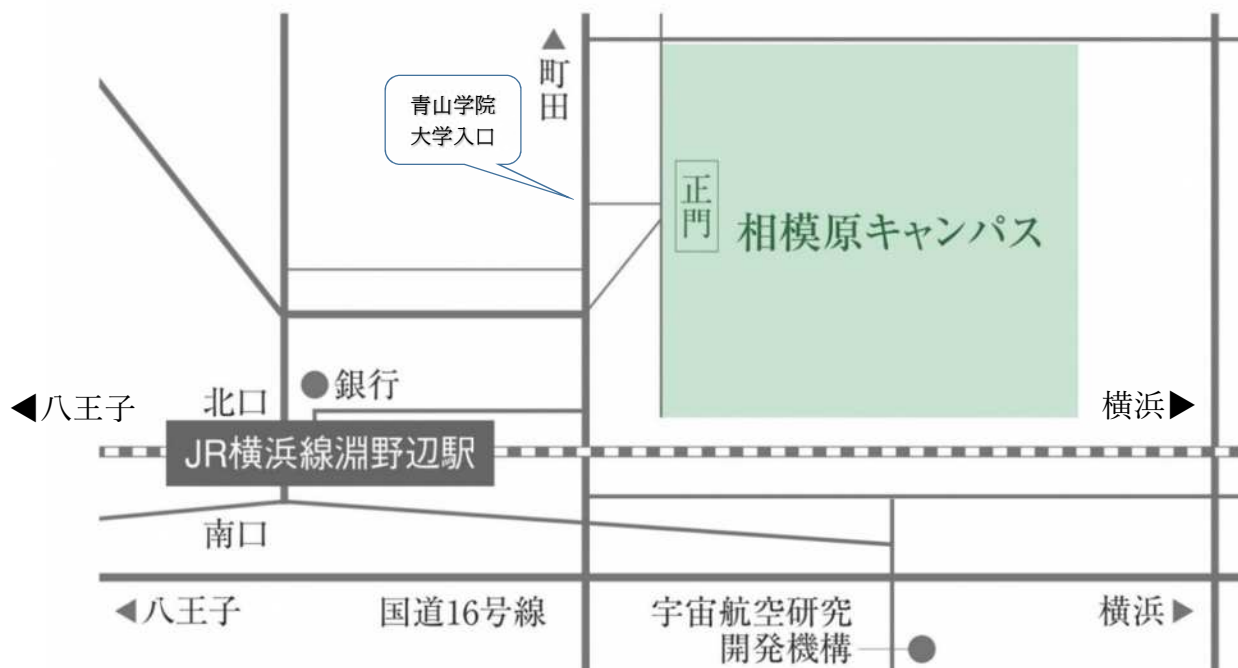 ▲町田
青山学院
大学入口
正門
相模原キャンパス
銀行
◀八王子
北口
横浜▶
JR横浜線淵野辺駅
南口
◀八王子
国道16号線
宇宙航空研究
開発機構
横浜▶